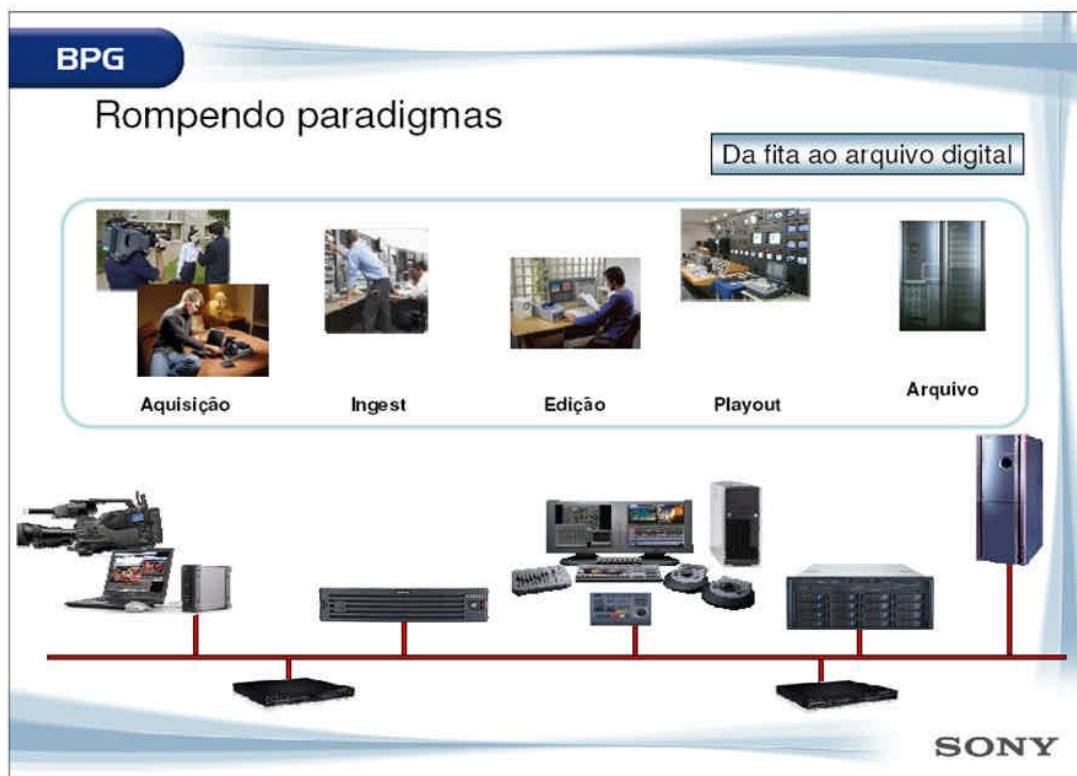 BPG
Rompendo paradigmas
Da fita ao arquivo digital
Aquisição
Ingest
Edição
Playout
Arquivo
SONY